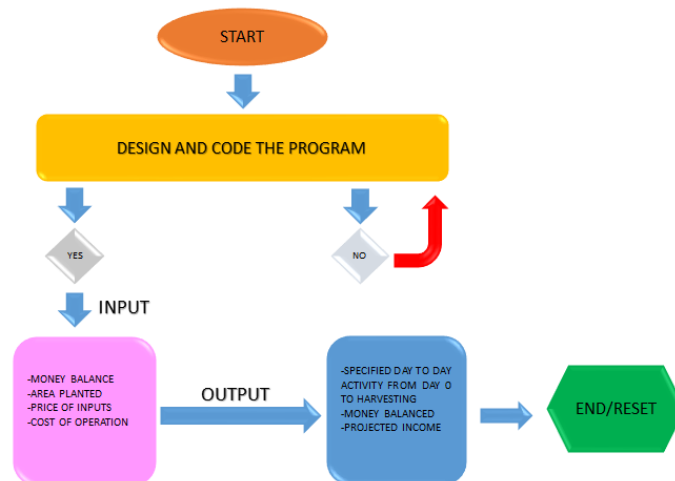 START
DESIGN AND CODE THE PROGRAM
YES
NO
INPUT
-MONEY BALANCE
-AREA PLANTED
-PRICE OF INPUTS
-COST OF OPERATION
OUTPUT
-SPECIFIED DAY TO DAY
ACTIVITY FROM DAY 0
TO HARVESTING
-MONEY BALANCED
-PROJECTED INCOME
END/RESET